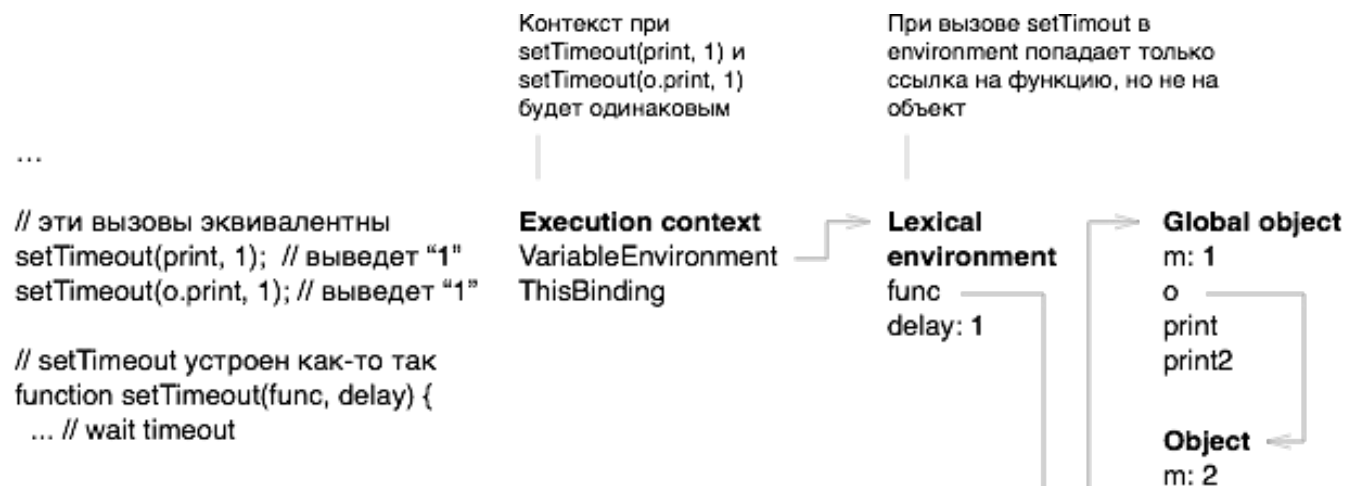 Контекст при
setTimeout(print, 1) и
setTimeout(o.print, 1)
будет одинаковым
При вызове setTimout в
environment попадает только
ссылка на функцию, но не на
объект
...
// эти вызовы эквивалентны
setTimeout(print, 1);  // выведет “1”
setTimeout(o.print, 1); // выведет “1”
// setTimeout устроен как-то так
function setTimeout(func, delay) {
... // wait timeout
Execution context
VariableEnvironment
ThisBinding
Lexical
environment
func
delay: 1
Global object
m: 1
o
print
print2
Object
m: 2